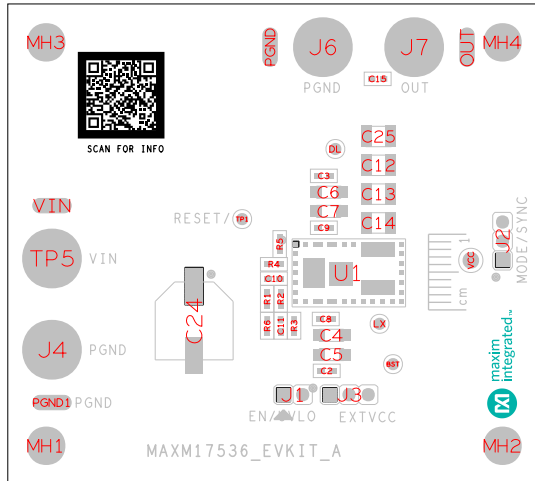 MH3
PGND
J6
J7
OUT
MH4
PGND
OUT
C15
SCAN FOR INFO
DL
C25
C12
C3
C6
C13
C7
C14
C9
VIN
RESET/
TP1
TP5
VIN
R5
R4
C10
R1
R2
U1
R6
C11
R3
C24
1
cm
VCC
J2
MODE/SYNC
C8
LX
C4
C5
C2
BST
J4
PGND
maxim
integrated™
PGND1
PGND
J1
J3
EXTVCC
MH1
MAXM17536_EVKIT_A
MH2